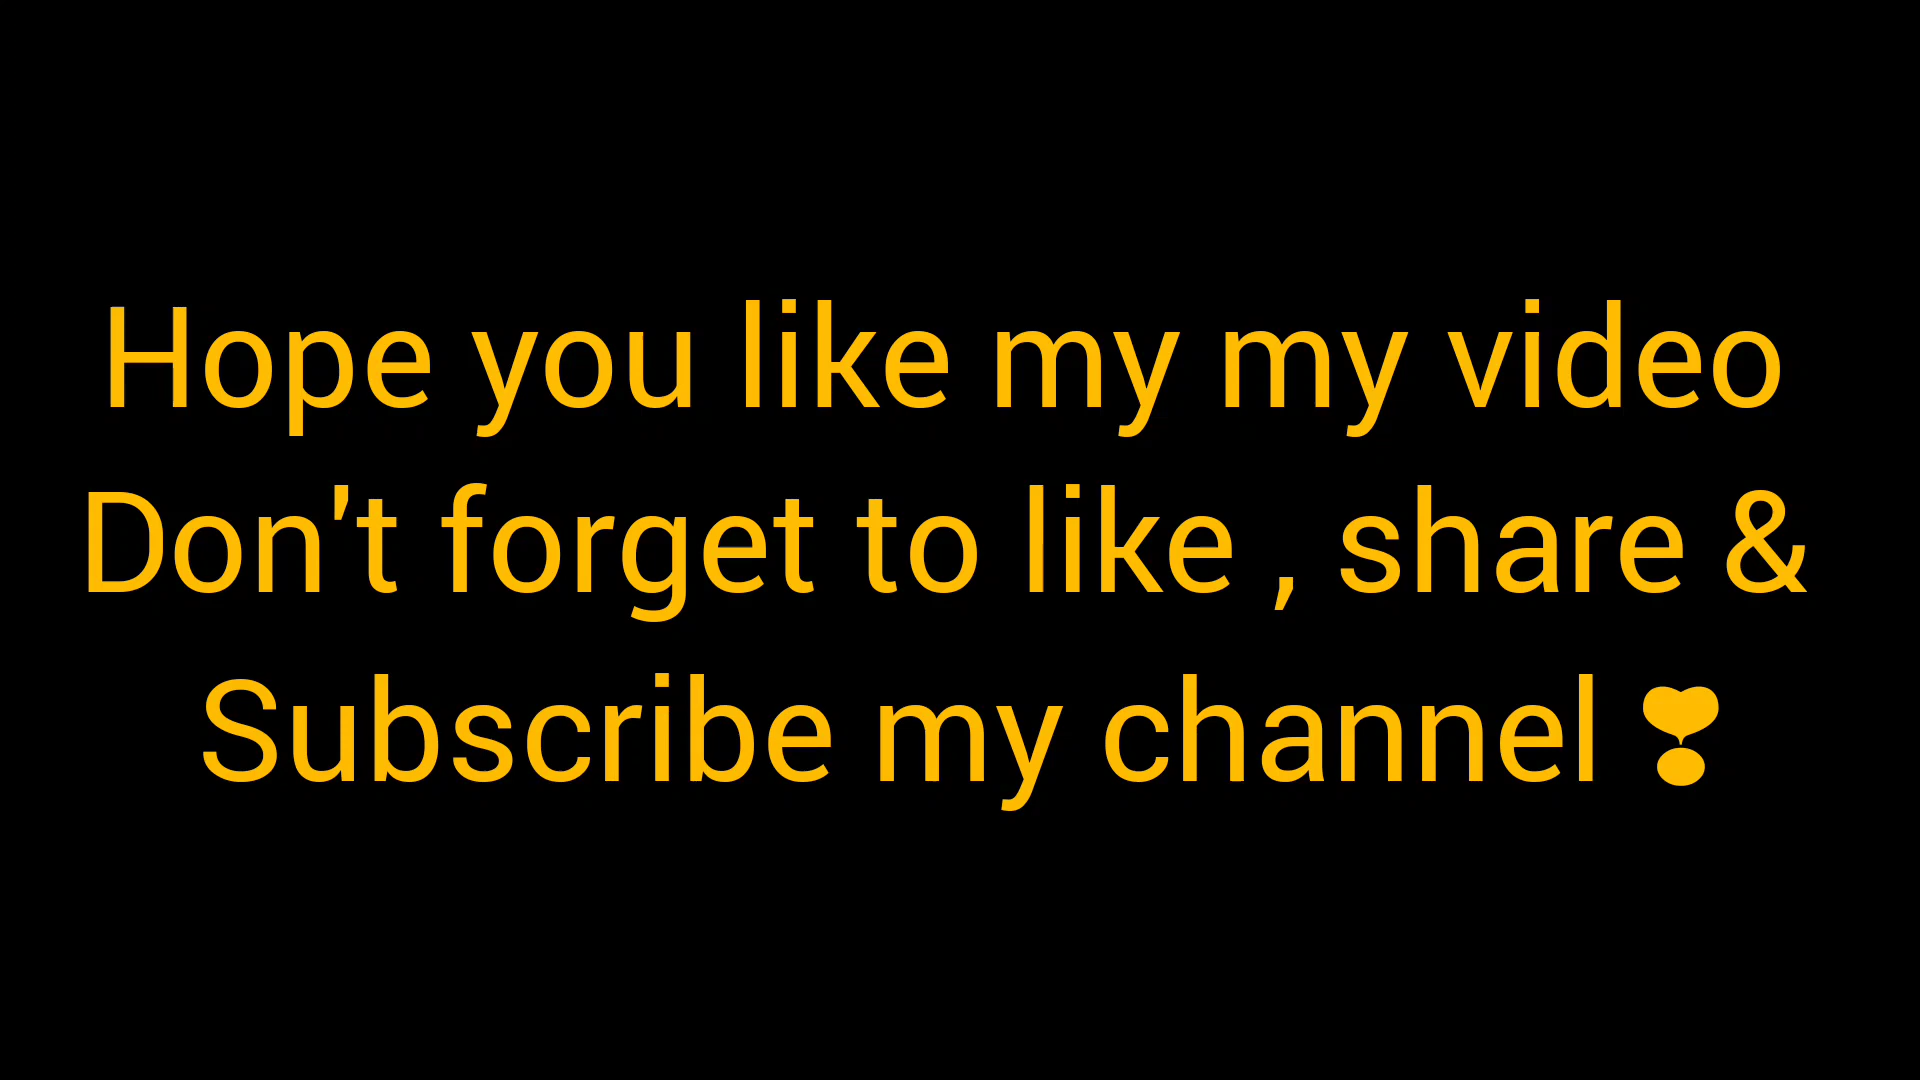 Hope you like my my video
Don't forget to like , share &
Subscribe my channel ❣